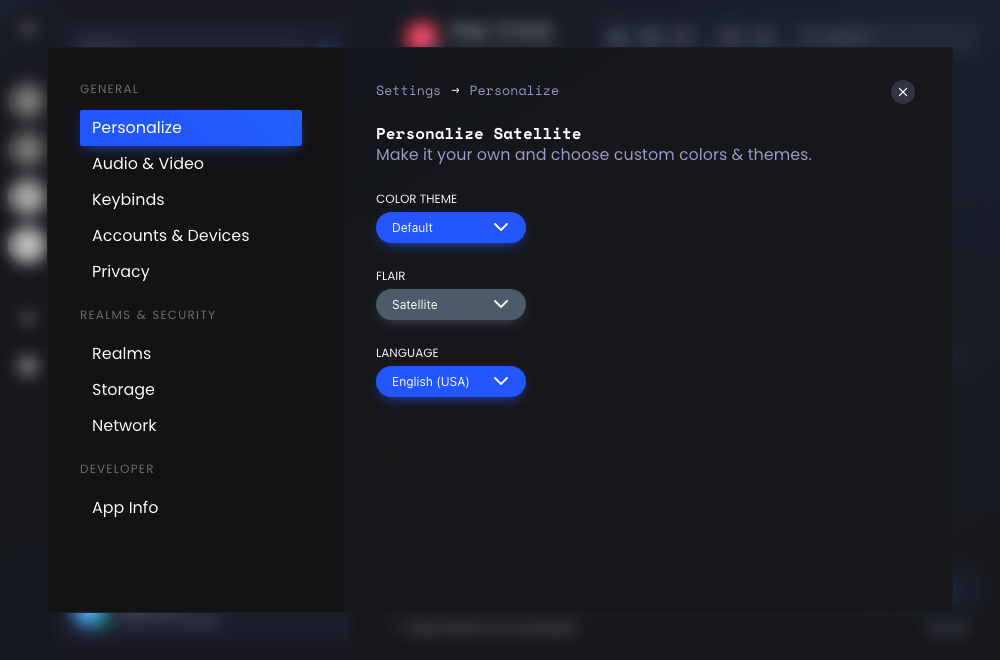 GENERAL
Personalize
Audio & Video
Keybinds
Accounts & Devices
Privacy
REALMS & SECURITY
Realms
Storage
Network
DEVELOPER
App Info
Settings → Personalize
Personalize Satellite
Make it your own and choose custom colors & themes.
COLOR THEME
Default
FLAIR
Satellite
LANGUAGE
English (USA)